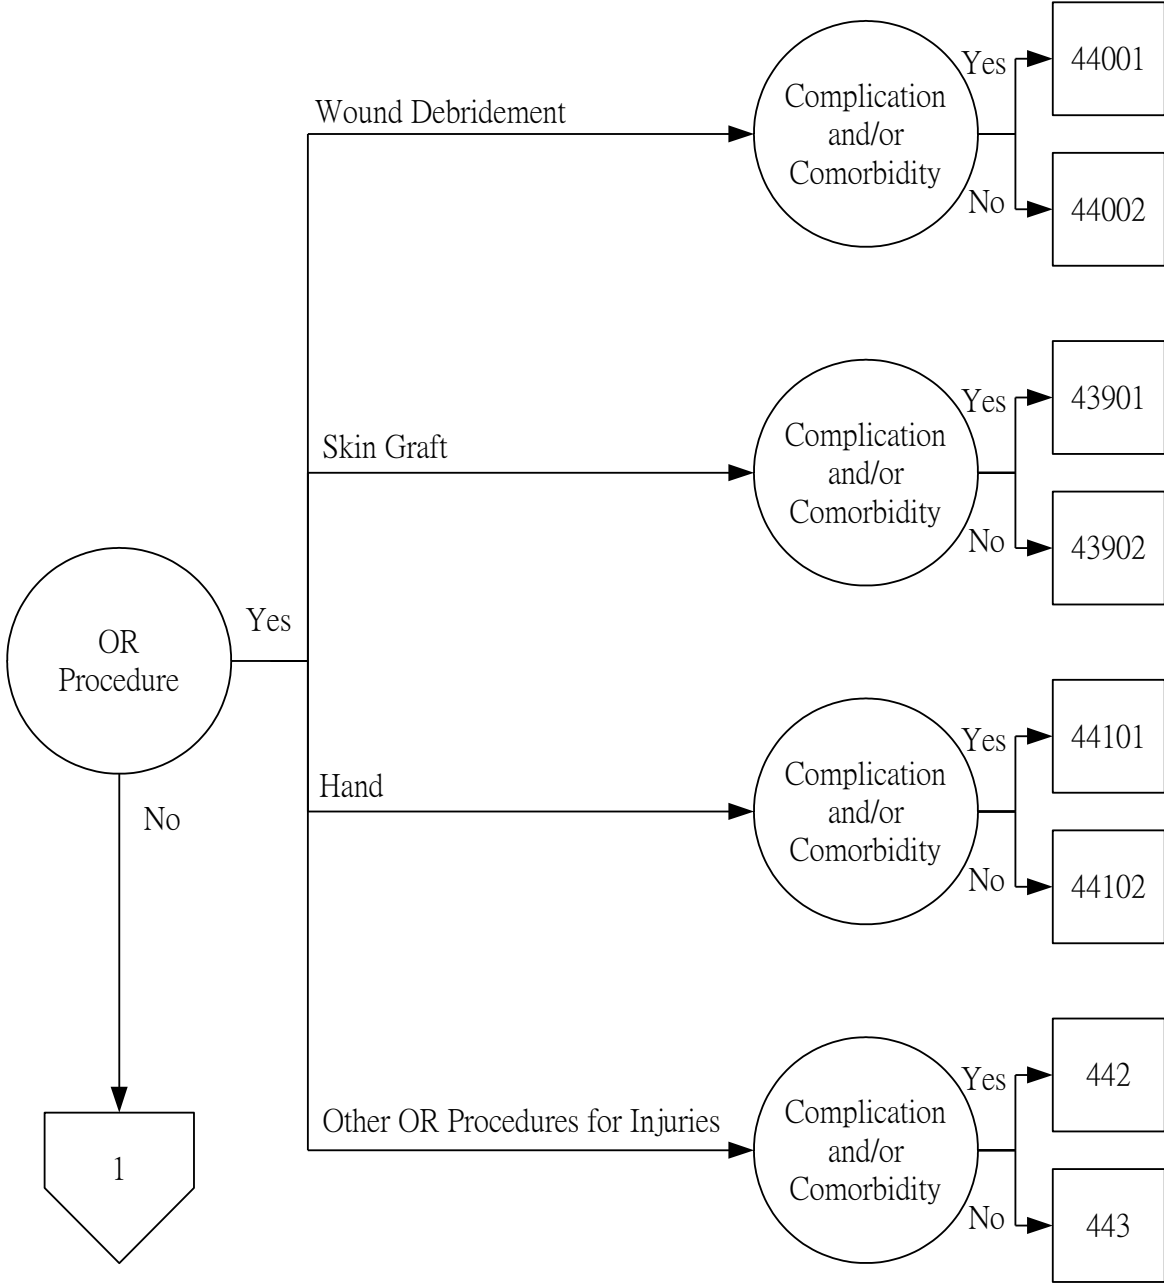 Wound Debridement
Complication
and/or
Comorbidity
Yes
44001
No
44002
Skin Graft
Complication
and/or
Comorbidity
Yes
43901
No
43902
OR
Procedure
Yes
No
Hand
Complication
and/or
Comorbidity
Yes
44101
No
44102
Other OR Procedures for Injuries
Complication
and/or
Comorbidity
Yes
442
No
443
1